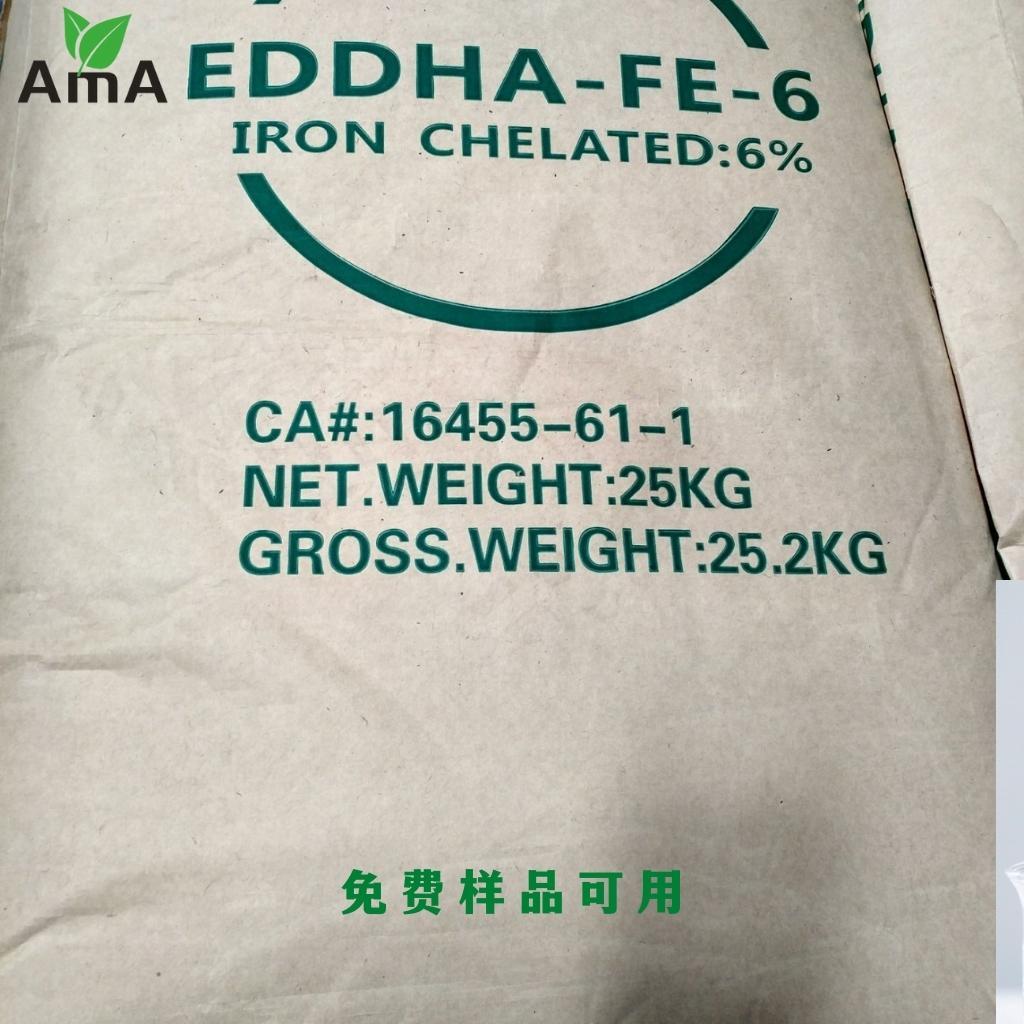 AmA
EDDHA-FE-6
IRON CHELATED:6%
CA#:16455-61-1
NET.WEIGHT:25KG
GROSS.WEIGHT:25.2KG
免费样品可用